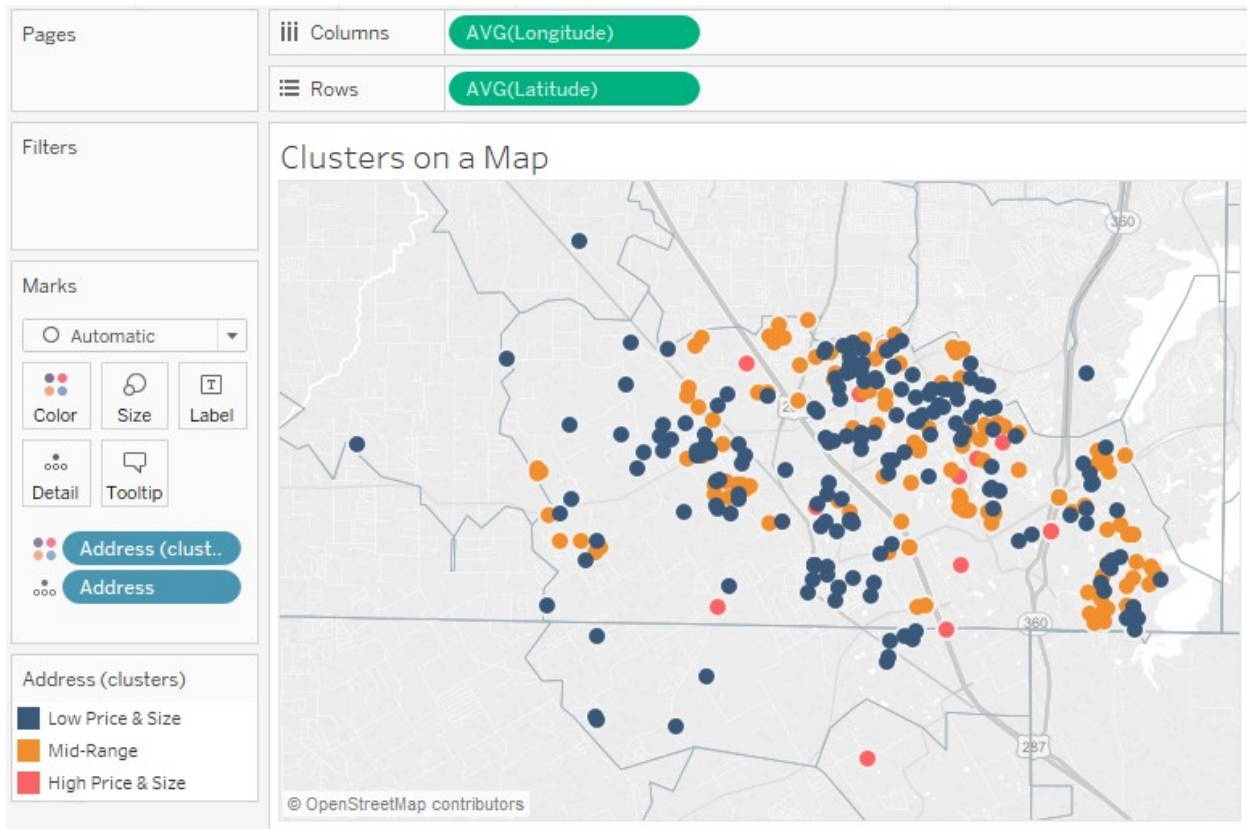 Pages
Columns
AVG(Longitude)
Rows
AVG(Latitude)
Filters
Clusters on a Map
Marks
Automatic
Color
Size
Label
Detail
Tooltip
Address (clust..
Address
Address (clusters)
Low Price & Size
Mid-Range
High Price & Size
360
360
287
© OpenStreetMap contributors